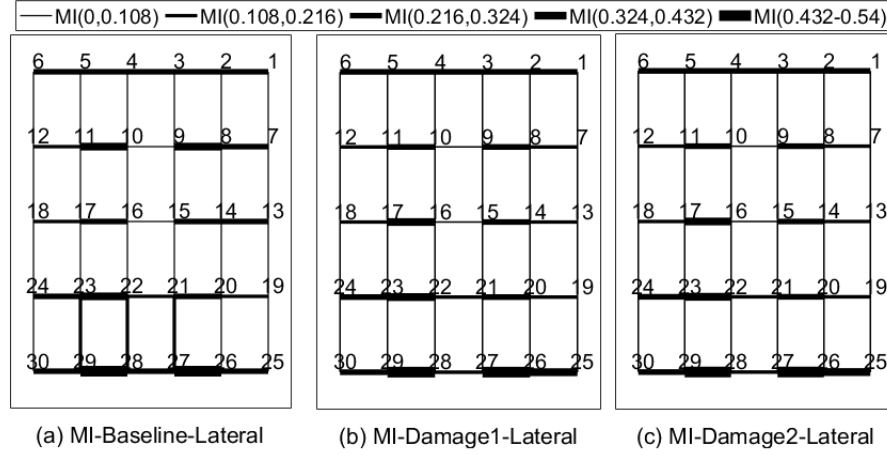 MI(0,0.108) MI(0.108,0.216) MI(0.216,0.324) MI(0.324,0.432) MI(0.432-0.54)
6 5 4 3 2 1
12 11 10 9 8 7
18 17 16 15 14 13
24 23 22 21 20 19
30 29 28 27 26 25
(a) MI-Baseline-Lateral
6 5 4 3 2 1
12 11 10 9 8 7
18 17 16 15 14 13
24 23 22 21 20 19
30 29 28 27 26 25
(b) MI-Damage1-Lateral
6 5 4 3 2 1
12 11 10 9 8 7
18 17 16 15 14 13
24 23 22 21 20 19
30 29 28 27 26 25
(c) MI-Damage2-Lateral